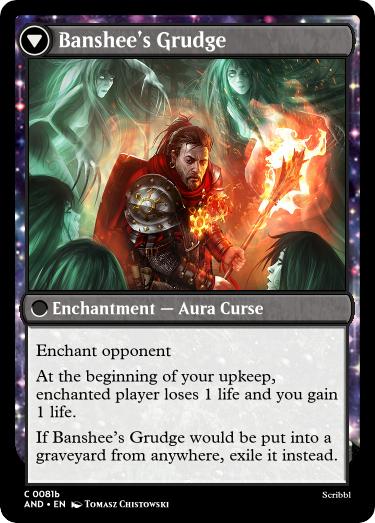 Banshee's Grudge
Enchantment — Aura Curse
Enchant opponent
At the beginning of your upkeep,
enchanted player loses 1 life and you gain
1 life.
If Banshee's Grudge would be put into a
graveyard from anywhere, exile it instead.
C 0081b
Scribbl
AND • EN Tomasz Chistowski